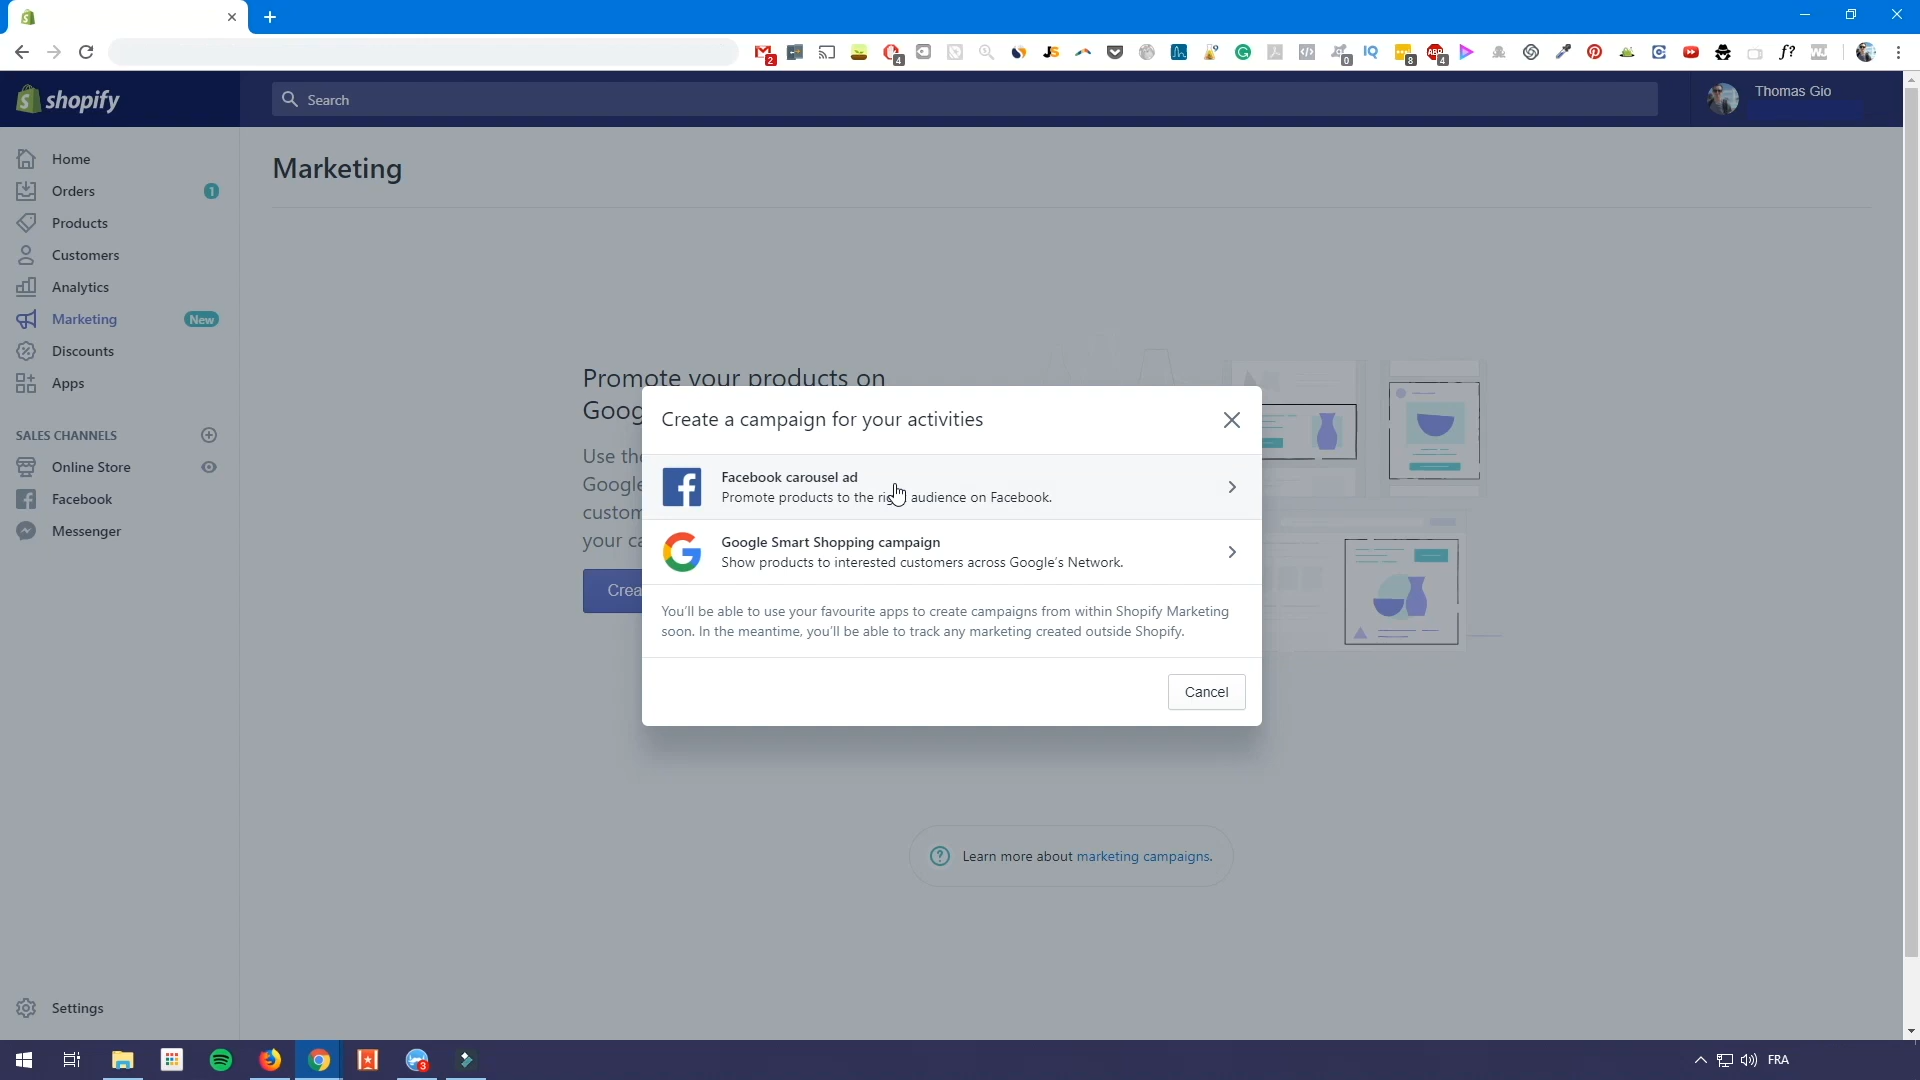 shopify
Search
Thomas Gio
Home
Orders
1
Products
Customers
Analytics
Marketing
New
Discounts
Apps
SALES CHANNELS
Online Store
Facebook
Messenger
Settings
Marketing
Promote your products on
Goog
Use the
Google
custom
your ca
Crea
Create a campaign for your activities
Facebook carousel ad
Promote products to the right audience on Facebook.
Google Smart Shopping campaign
Show products to interested customers across Google's Network.
You'll be able to use your favourite apps to create campaigns from within Shopify Marketing
soon. In the meantime, you'll be able to track any marketing created outside Shopify.
Cancel
Learn more about marketing campaigns.
FRA